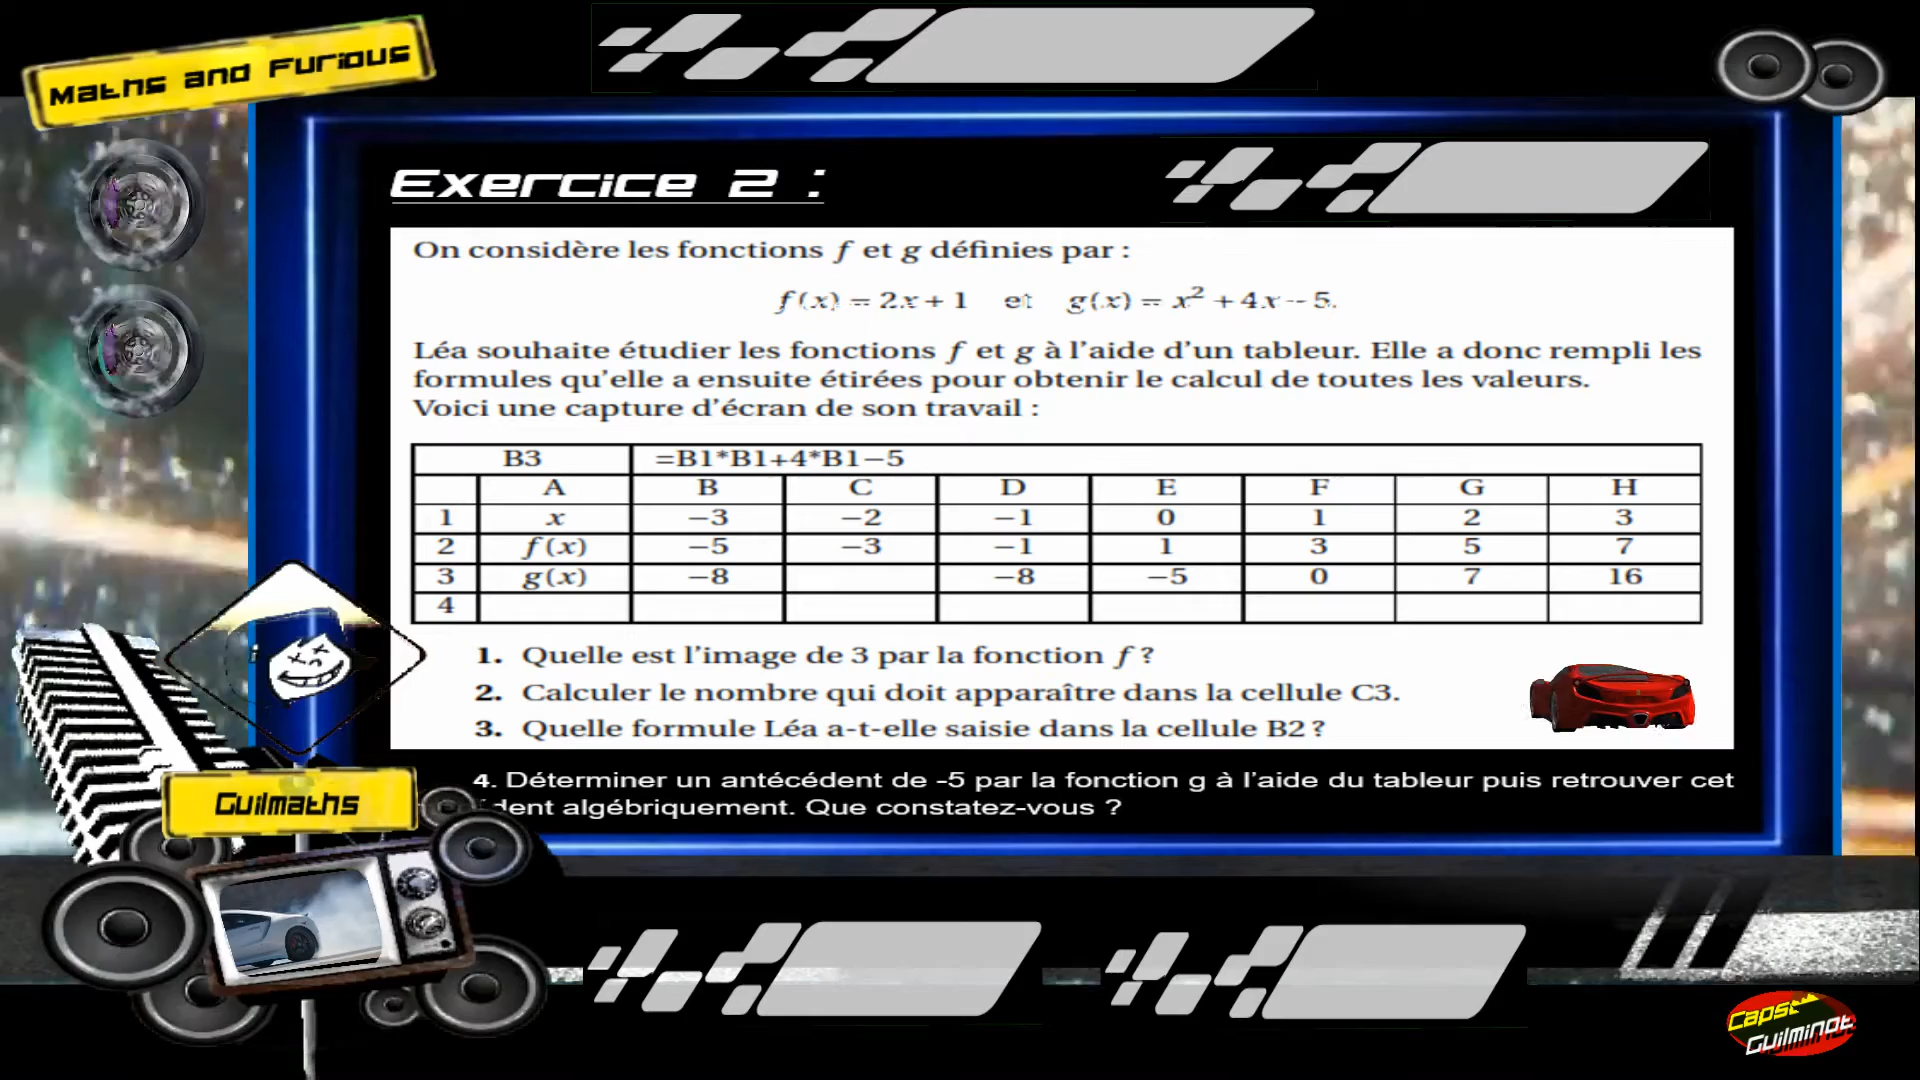 Maths and Furious
Exercice 2 :
On considère les fonctions f et g définies par :
f(x) = 2x + 1 et g(x) = x² + 4x – 5.
Léa souhaite étudier les fonctions f et g à l'aide d'un tableur. Elle a donc rempli les
formules qu'elle a ensuite étirées pour obtenir le calcul de toutes les valeurs.
Voici une capture d'écran de son travail :
B3 =B1*B1+4*B1−5
A B C D E F G H
1 x −3 −2 −1 0 1 2 3
2 f(x) −5 −3 −1 1 3 5 7
3 g(x) −8 −8 −5 0 7 16
4
1. Quelle est l'image de 3 par la fonction f ?
2. Calculer le nombre qui doit apparaître dans la cellule C3.
3. Quelle formule Léa a-t-elle saisie dans la cellule B2 ?
4. Déterminer un antécédent de -5 par la fonction g à l'aide du tableur puis retrouver cet
dent algébriquement. Que constatez-vous ?
Guilmaths
Caps
Guilminot